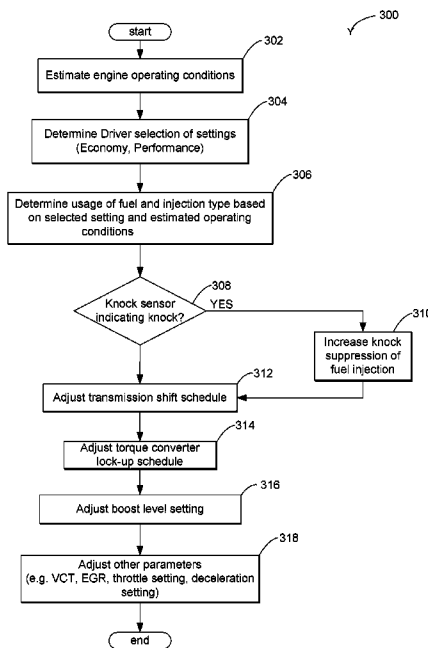 300
start
302
Estimate engine operating conditions
304
Determine Driver selection of settings
(Economy, Performance)
306
Determine usage of fuel and injection type based
on selected setting and estimated operating
conditions
308
Knock sensor
indicating knock?
YES
310
Increase knock
suppression of
fuel injection
312
Adjust transmission shift schedule
314
Adjust torque converter
lock-up schedule
316
Adjust boost level setting
318
Adjust other parameters
(e.g. VCT, EGR, throttle setting, deceleration
setting)
end